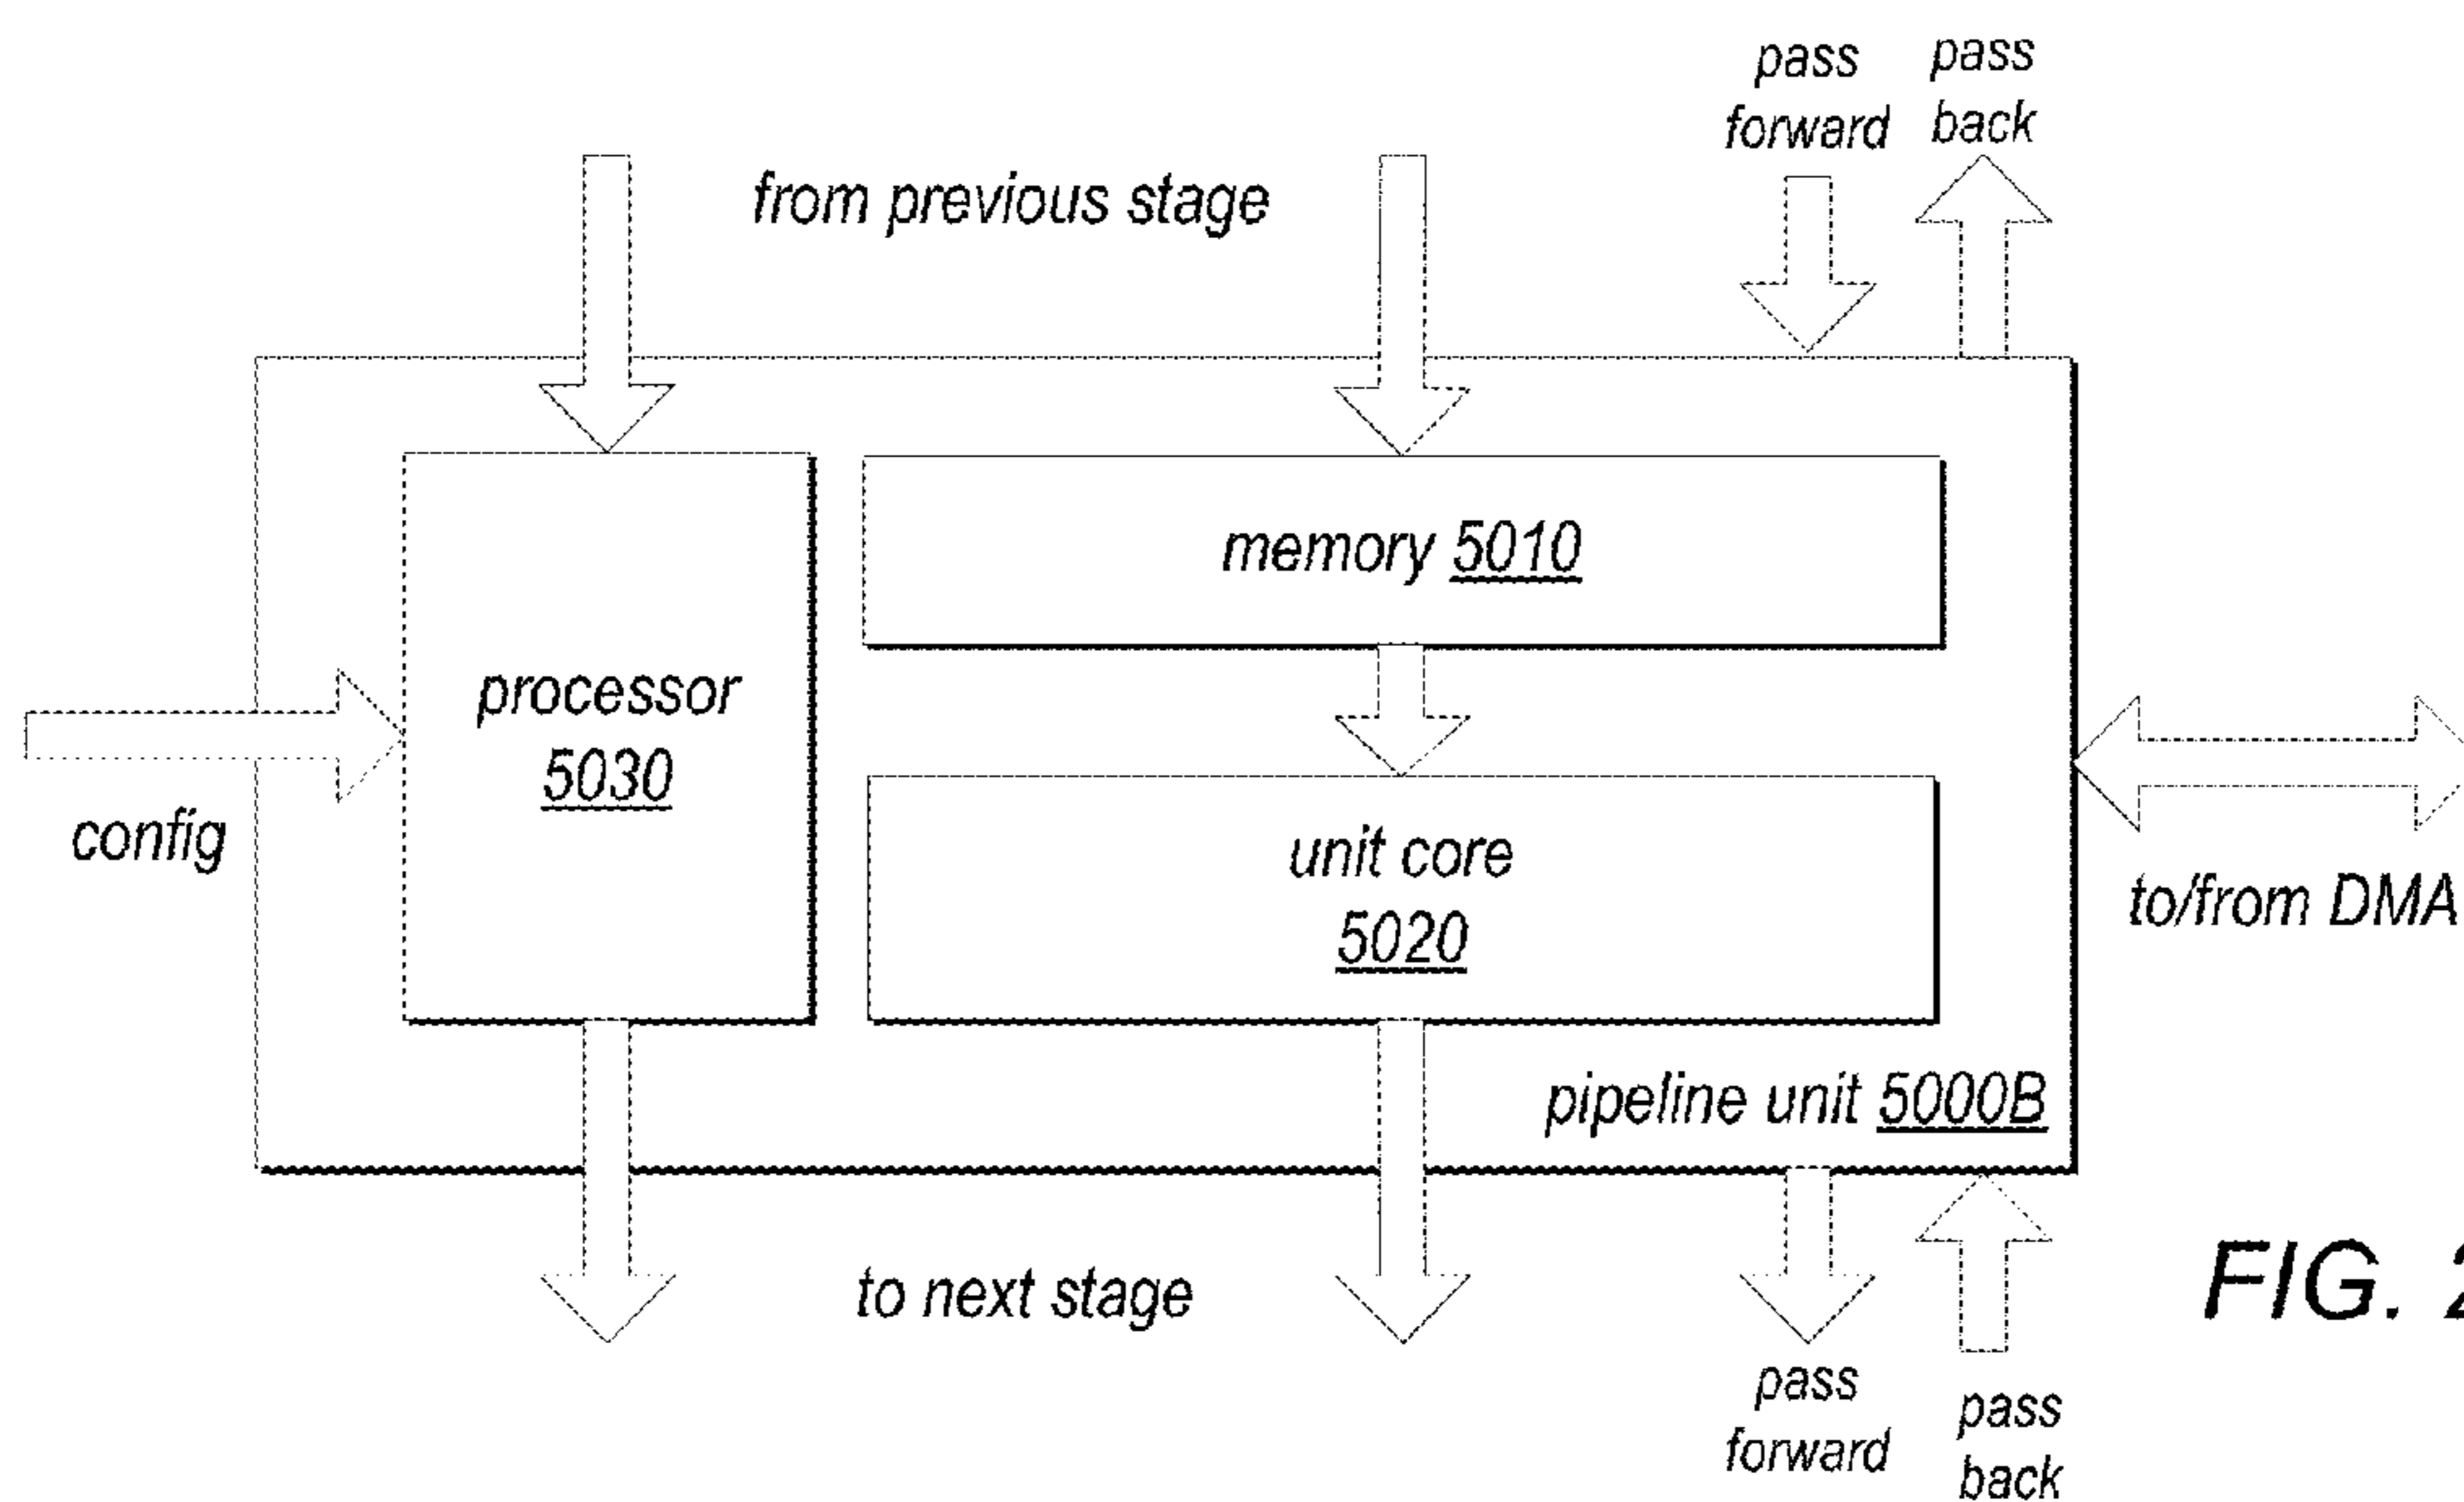 pass forward
pass back
from previous stage
memory 5010
processor
5030
config
unit core
5020
to/from DMA
pipeline unit 5000B
to next stage
FIG.
pass forward
pass back